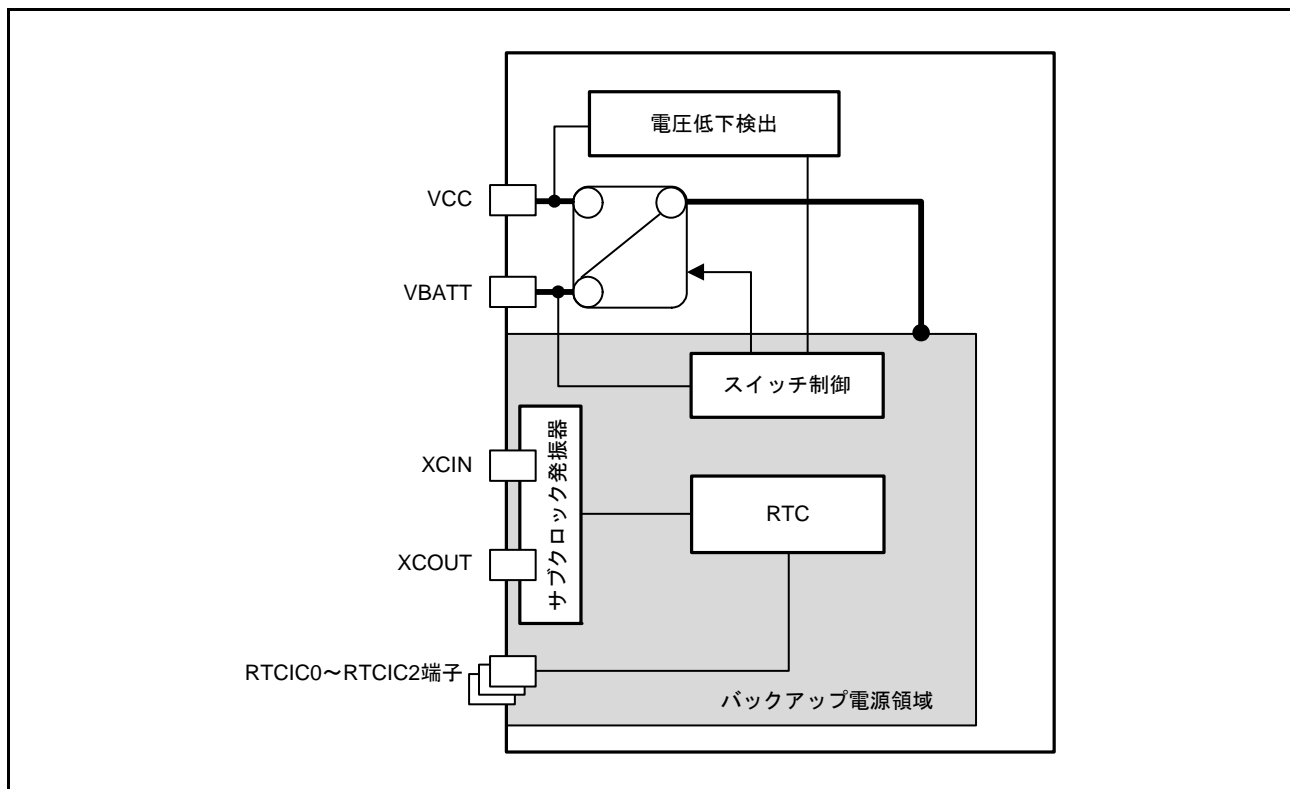 電圧低下検出
VCC
VBATT
スイッチ制御
XCIN
サブクロック発振器
RTC
XCOUT
RTCIC0～RTCIC2端子
バックアップ電源領域